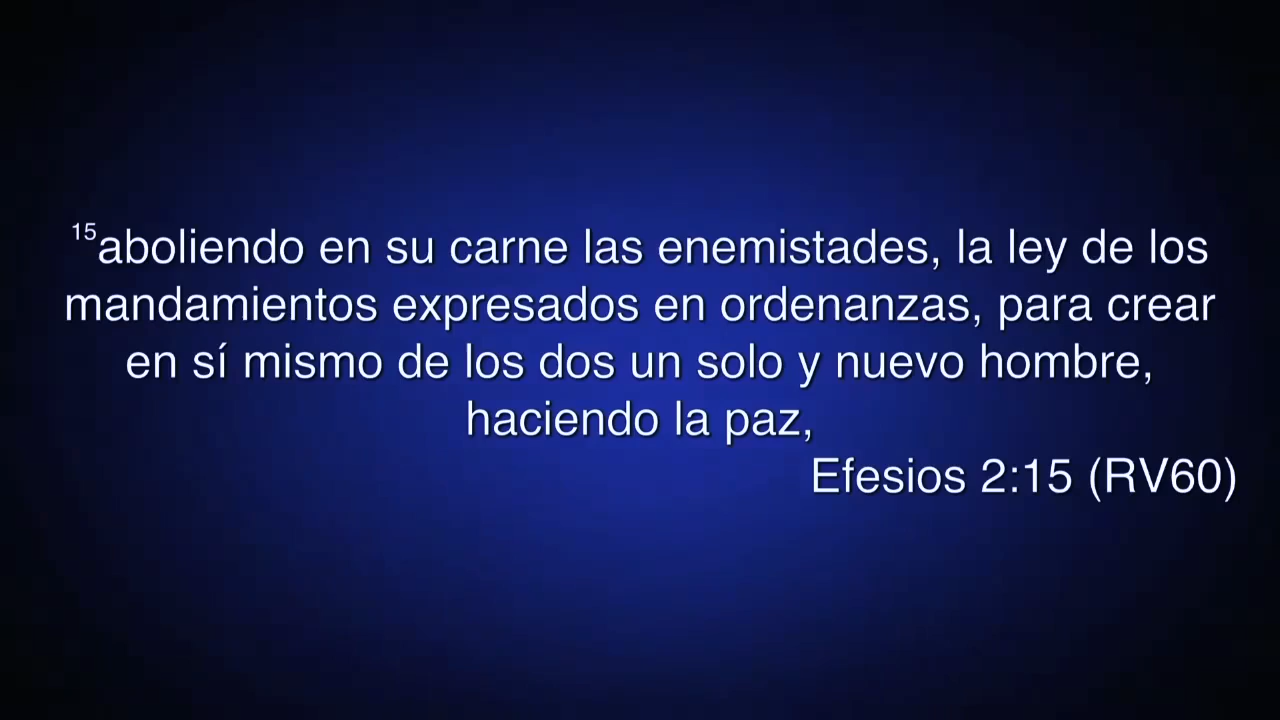 15aboliendo en su carne las enemistades, la ley de los
mandamientos expresados en ordenanzas, para crear
en sí mismo de los dos un solo y nuevo hombre,
haciendo la paz,
Efesios 2:15 (RV60)